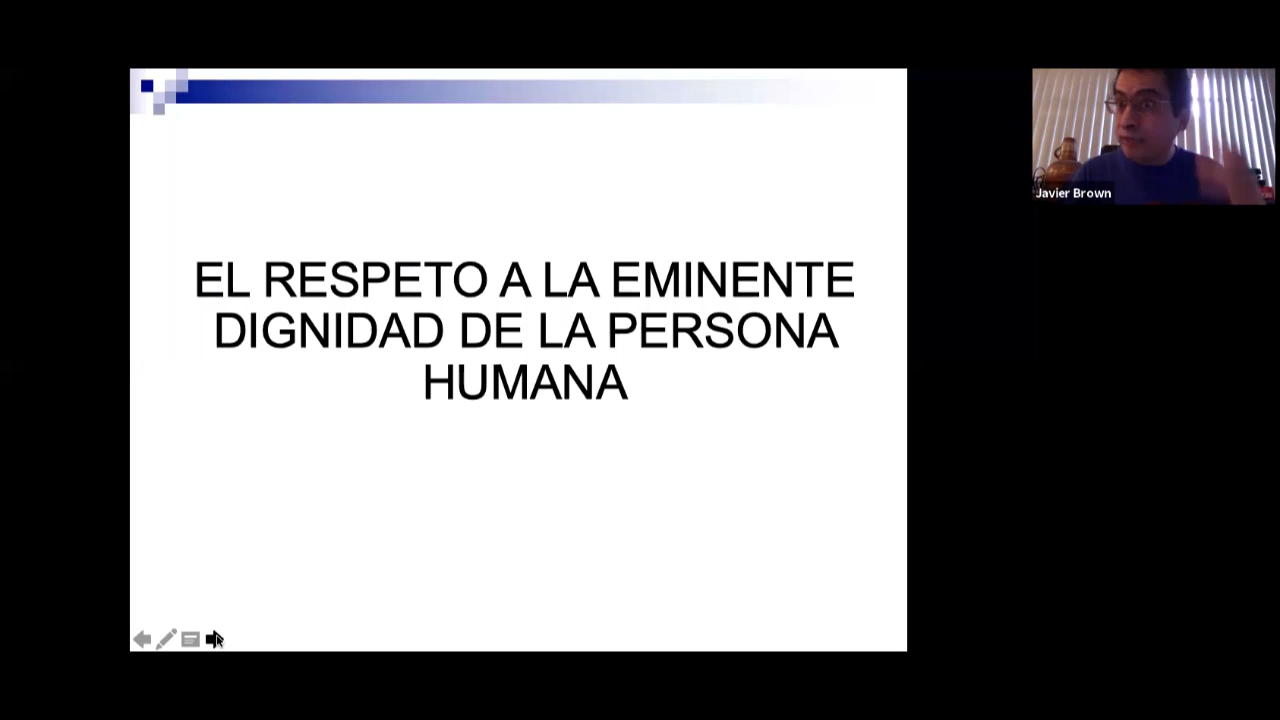 EL RESPETO A LA EMINENTE
DIGNIDAD DE LA PERSONA
HUMANA
Javier Brown